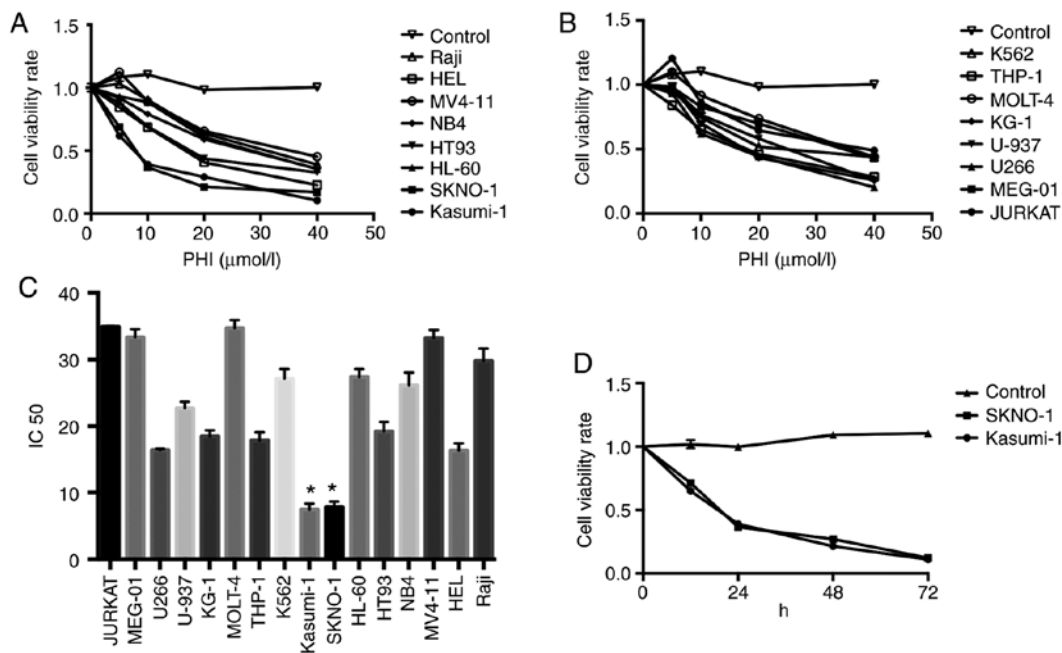 A
Cell viability rate
1.5
1.0
0.5
0.0
0 10 20 30 40 50
PHI (μmol/l)
Control
Raji
HEL
MV4-11
NB4
HT93
HL-60
SKNO-1
Kasumi-1
B
Cell viability rate
1.5
1.0
0.5
0.0
0 10 20 30 40 50
PHI (μmol/l)
Control
K562
THP-1
MOLT-4
KG-1
U-937
U266
MEG-01
JURKAT
C
IC 50
40
30
20
10
0
* *
JURKAT
MEG-01
U266
U-937
KG-1
MOLT-4
THP-1
K562
Kasumi-1
SKNO-1
HL-60
HT93
NB4
MV4-11
HEL
Raji
D
Cell viability rate
1.5
1.0
0.5
0.0
0 24 48 72
h
Control
SKNO-1
Kasumi-1